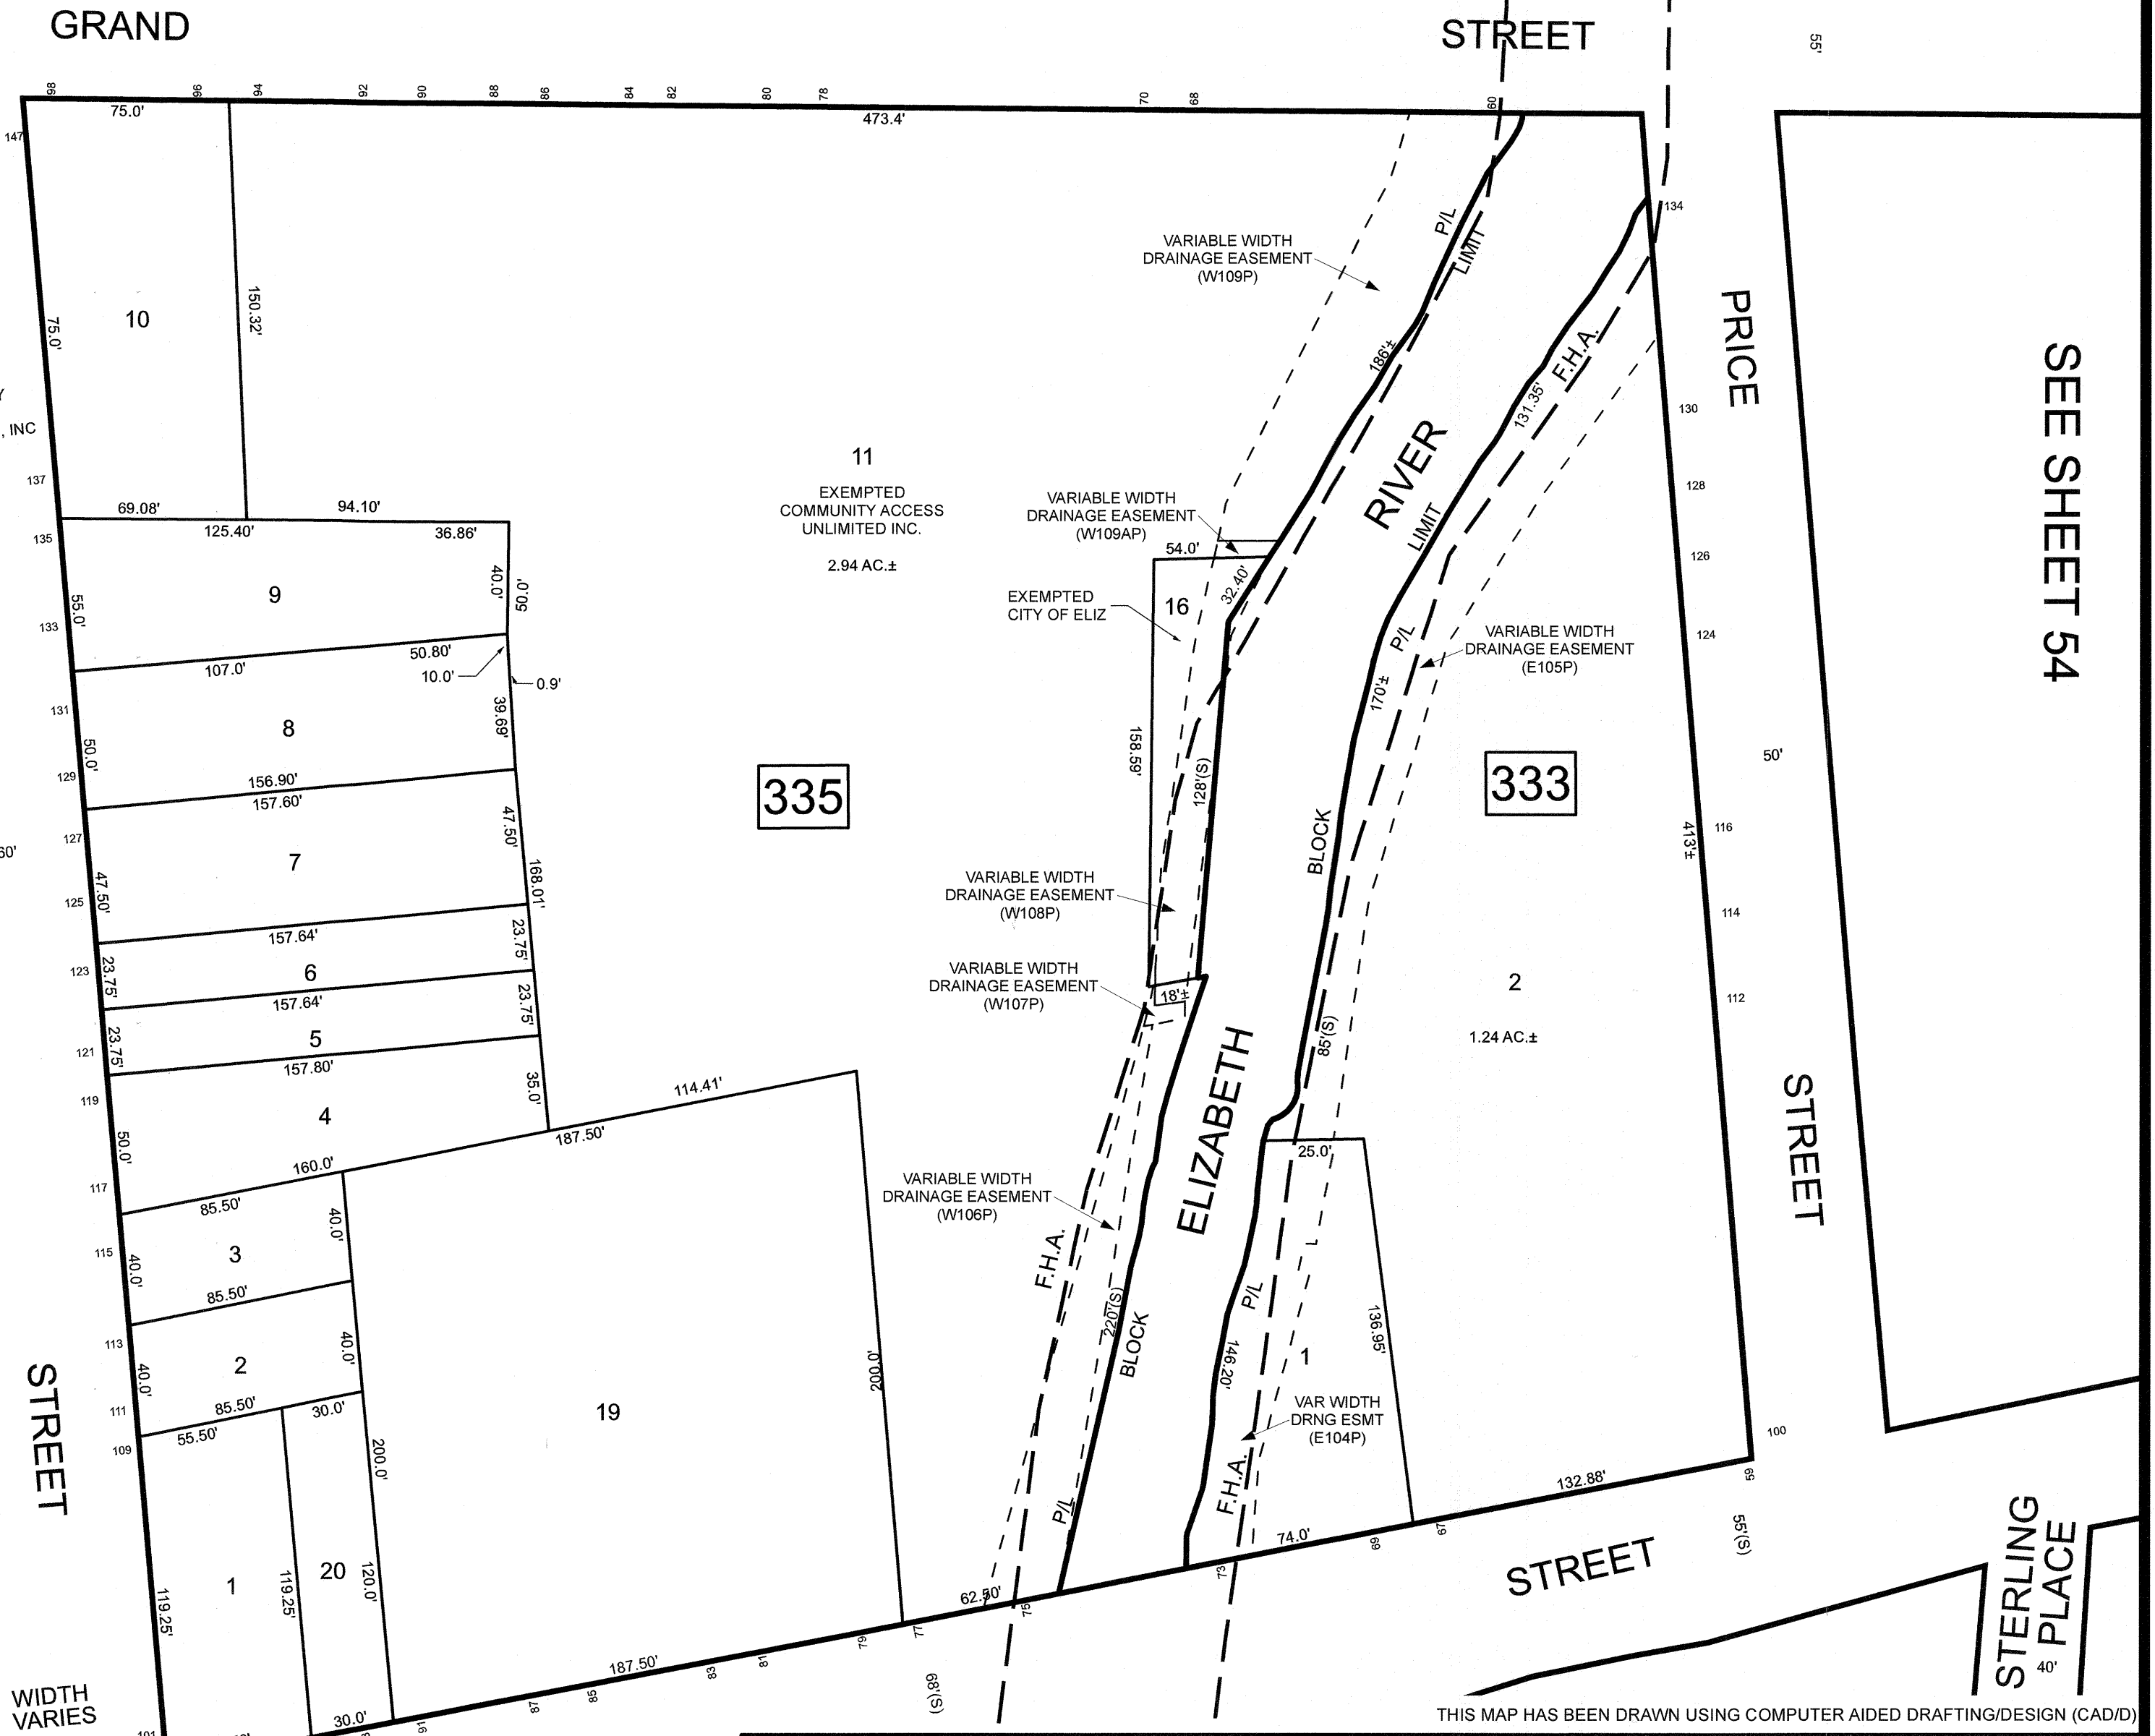 GRAND
STREET
55'
98
96
94
92
90
88
86
84
82
80
78
70
68
60
75.0'
473.4'
147
137
135
133
131
129
127
125
123
121
119
117
115
113
111
109
101
, INC
60'
10
75.0'
150.32'
69.08'
94.10'
125.40'
36.86'
9
55.0'
40.0'
50.0'
107.0'
50.80'
10.0'
0.9'
8
50.0'
39.69'
156.90'
157.60'
7
47.50'
47.50'
168.01'
157.64'
6
23.75'
23.75'
157.64'
5
23.75'
23.75'
157.80'
4
50.0'
35.0'
160.0'
187.50'
114.41'
85.50'
3
40.0'
40.0'
85.50'
2
40.0'
40.0'
85.50'
30.0'
55.50'
1
119.25'
119.25'
20
120.0'
200.0'
30.0'
19
200.0'
187.50'
62.50'
STREET
WIDTH
VARIES
11
EXEMPTED
COMMUNITY ACCESS
UNLIMITED INC.
2.94 AC.±
335
VARIABLE WIDTH
DRAINAGE EASEMENT
(W109P)
VARIABLE WIDTH
DRAINAGE EASEMENT
(W109AP)
54.0'
32.40'
16
EXEMPTED
CITY OF ELIZ
158.59'
128'(S)
VARIABLE WIDTH
DRAINAGE EASEMENT
(W108P)
VARIABLE WIDTH
DRAINAGE EASEMENT
(W107P)
18'±
VARIABLE WIDTH
DRAINAGE EASEMENT
(W106P)
F.H.A.
220'(S)
BLOCK
P/L
P/L
LIMIT
186'±
RIVER
ELIZABETH
F.H.A.
131.35'
LIMIT
P/L
170'±
BLOCK
85'(S)
VARIABLE WIDTH
DRAINAGE EASEMENT
(E105P)
333
2
1.24 AC.±
413'±
25.0'
P/L
146.20'
136.95'
1
VAR WIDTH
DRNG ESMT
(E104P)
F.H.A.
74.0'
132.88'
134
130
128
126
124
116
114
112
100
PRICE
STREET
50'
SEE SHEET 54
91
87
85
83
81
79
77
75
73
69
67
59
68'(S)
STREET
55'(S)
STERLING
PLACE
40'
THIS MAP HAS BEEN DRAWN USING COMPUTER AIDED DRAFTING/DESIGN (CAD/D)